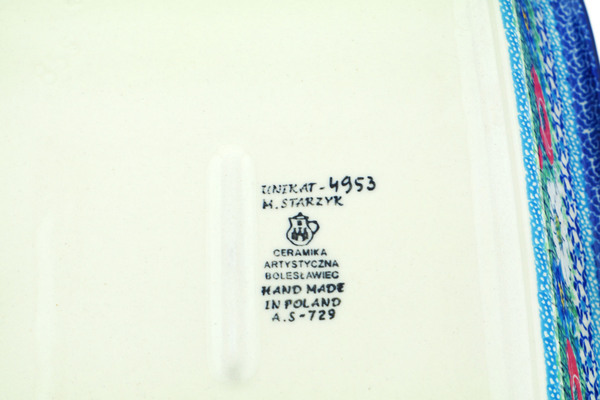 UNIKAT-4953
M. STARZYK
CERAMIKA
ARTYSTYCZNA
BOLESŁAWIEC
HAND MADE
IN POLAND
A.S-729